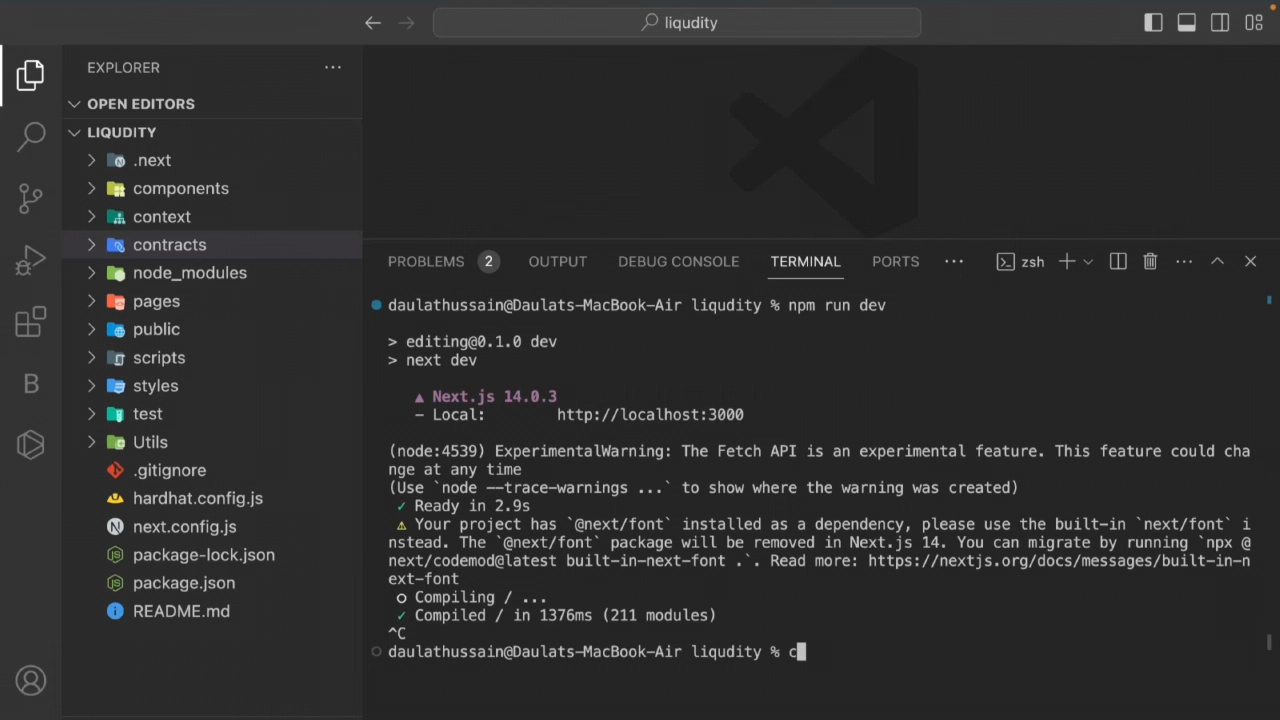 liqudity
EXPLORER
OPEN EDITORS
LIQUDITY
.next
components
context
contracts
node_modules
pages
public
scripts
styles
test
Utils
.gitignore
hardhat.config.js
next.config.js
package-lock.json
package.json
README.md
PROBLEMS 2 OUTPUT DEBUG CONSOLE TERMINAL PORTS ... zsh
daulathussain@Daulats-MacBook-Air liqudity % npm run dev
> editing@0.1.0 dev
> next dev
▲ Next.js 14.0.3
- Local: http://localhost:3000
(node:4539) ExperimentalWarning: The Fetch API is an experimental feature. This feature could cha
nge at any time
(Use `node --trace-warnings ...` to show where the warning was created)
✓ Ready in 2.9s
⚠ Your project has `@next/font` installed as a dependency, please use the built-in `next/font` i
nstead. The `@next/font` package will be removed in Next.js 14. You can migrate by running `npx @
next/codemod@latest built-in-next-font .`. Read more: https://nextjs.org/docs/messages/built-in-n
ext-font
○ Compiling / ...
✓ Compiled / in 1376ms (211 modules)
^C
daulathussain@Daulats-MacBook-Air liqudity % c